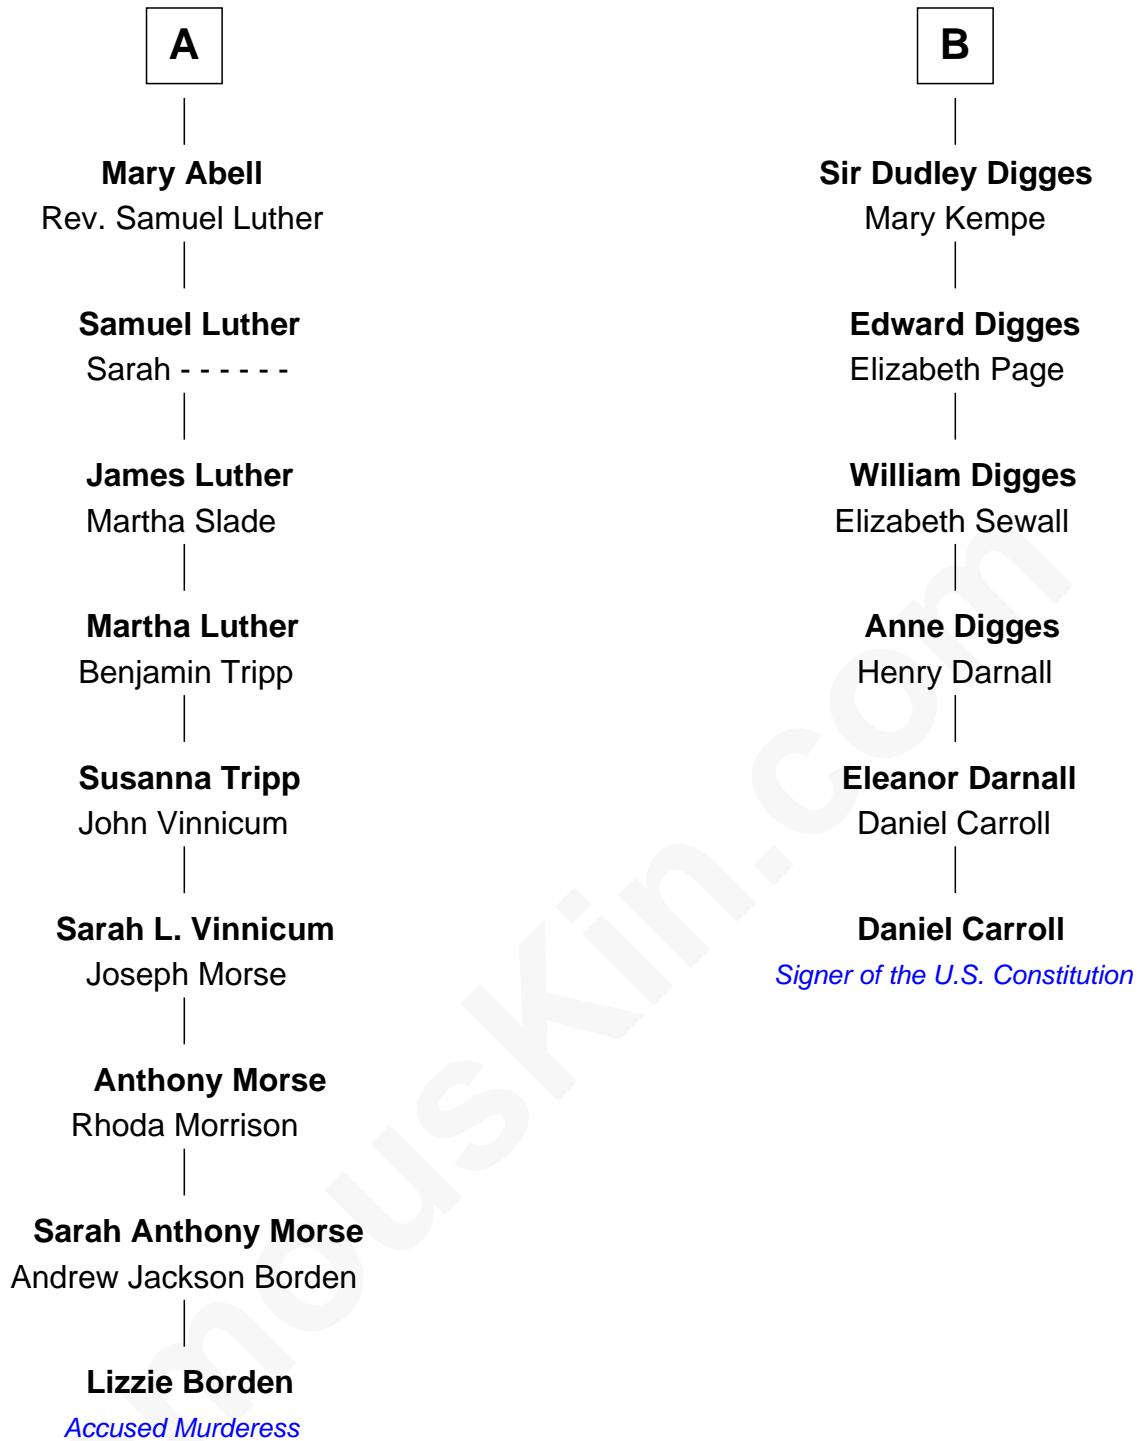 A
Mary Abell
Rev. Samuel Luther
Samuel Luther
Sarah - - - - - -
James Luther
Martha Slade
Martha Luther
Benjamin Tripp
Susanna Tripp
John Vinnicum
Sarah L. Vinnicum
Joseph Morse
Anthony Morse
Rhoda Morrison
Sarah Anthony Morse
Andrew Jackson Borden
Lizzie Borden
Accused Murderess
B
Sir Dudley Digges
Mary Kempe
Edward Digges
Elizabeth Page
William Digges
Elizabeth Sewall
Anne Digges
Henry Darnall
Eleanor Darnall
Daniel Carroll
Daniel Carroll
Signer of the U.S. Constitution
mouskin.com